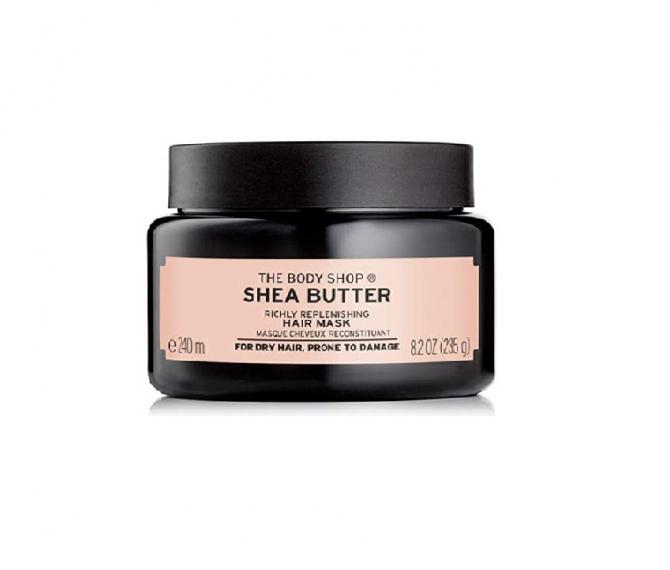 THE BODY SHOP ®
SHEA BUTTER
RICHLY REPLENISHING
HAIR MASK
MASQUE CHEVEUX RECONSTITUANT
FOR DRY HAIR, PRONE TO DAMAGE
e 240 m
8.2 OZ (235 g)